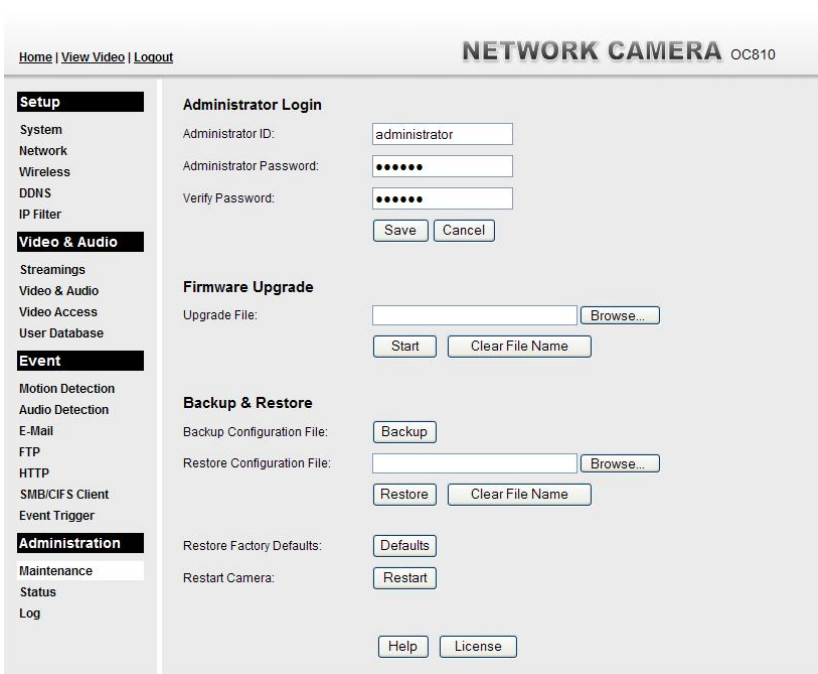 Home | View Video | Logout
NETWORK CAMERA OC810
Setup
System
Network
Wireless
DDNS
IP Filter
Video & Audio
Streamings
Video & Audio
Video Access
User Database
Event
Motion Detection
Audio Detection
E-Mail
FTP
HTTP
SMB/CIFS Client
Event Trigger
Administration
Maintenance
Status
Log
Administrator Login
Administrator ID: administrator
Administrator Password: ●●●●●●
Verify Password: ●●●●●●
Save Cancel
Firmware Upgrade
Upgrade File: Browse...
Start Clear File Name
Backup & Restore
Backup Configuration File: Backup
Restore Configuration File: Browse...
Restore Clear File Name
Restore Factory Defaults: Defaults
Restart Camera: Restart
Help License